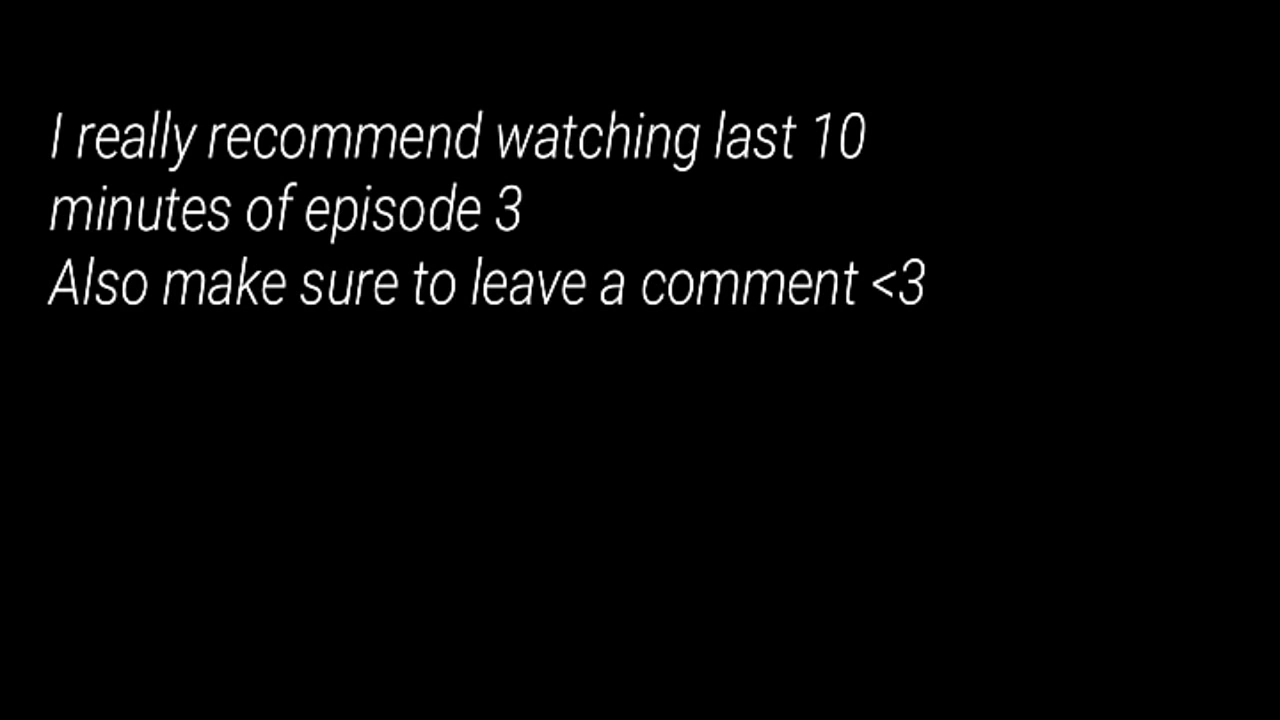 I really recommend watching last 10
minutes of episode 3
Also make sure to leave a comment <3